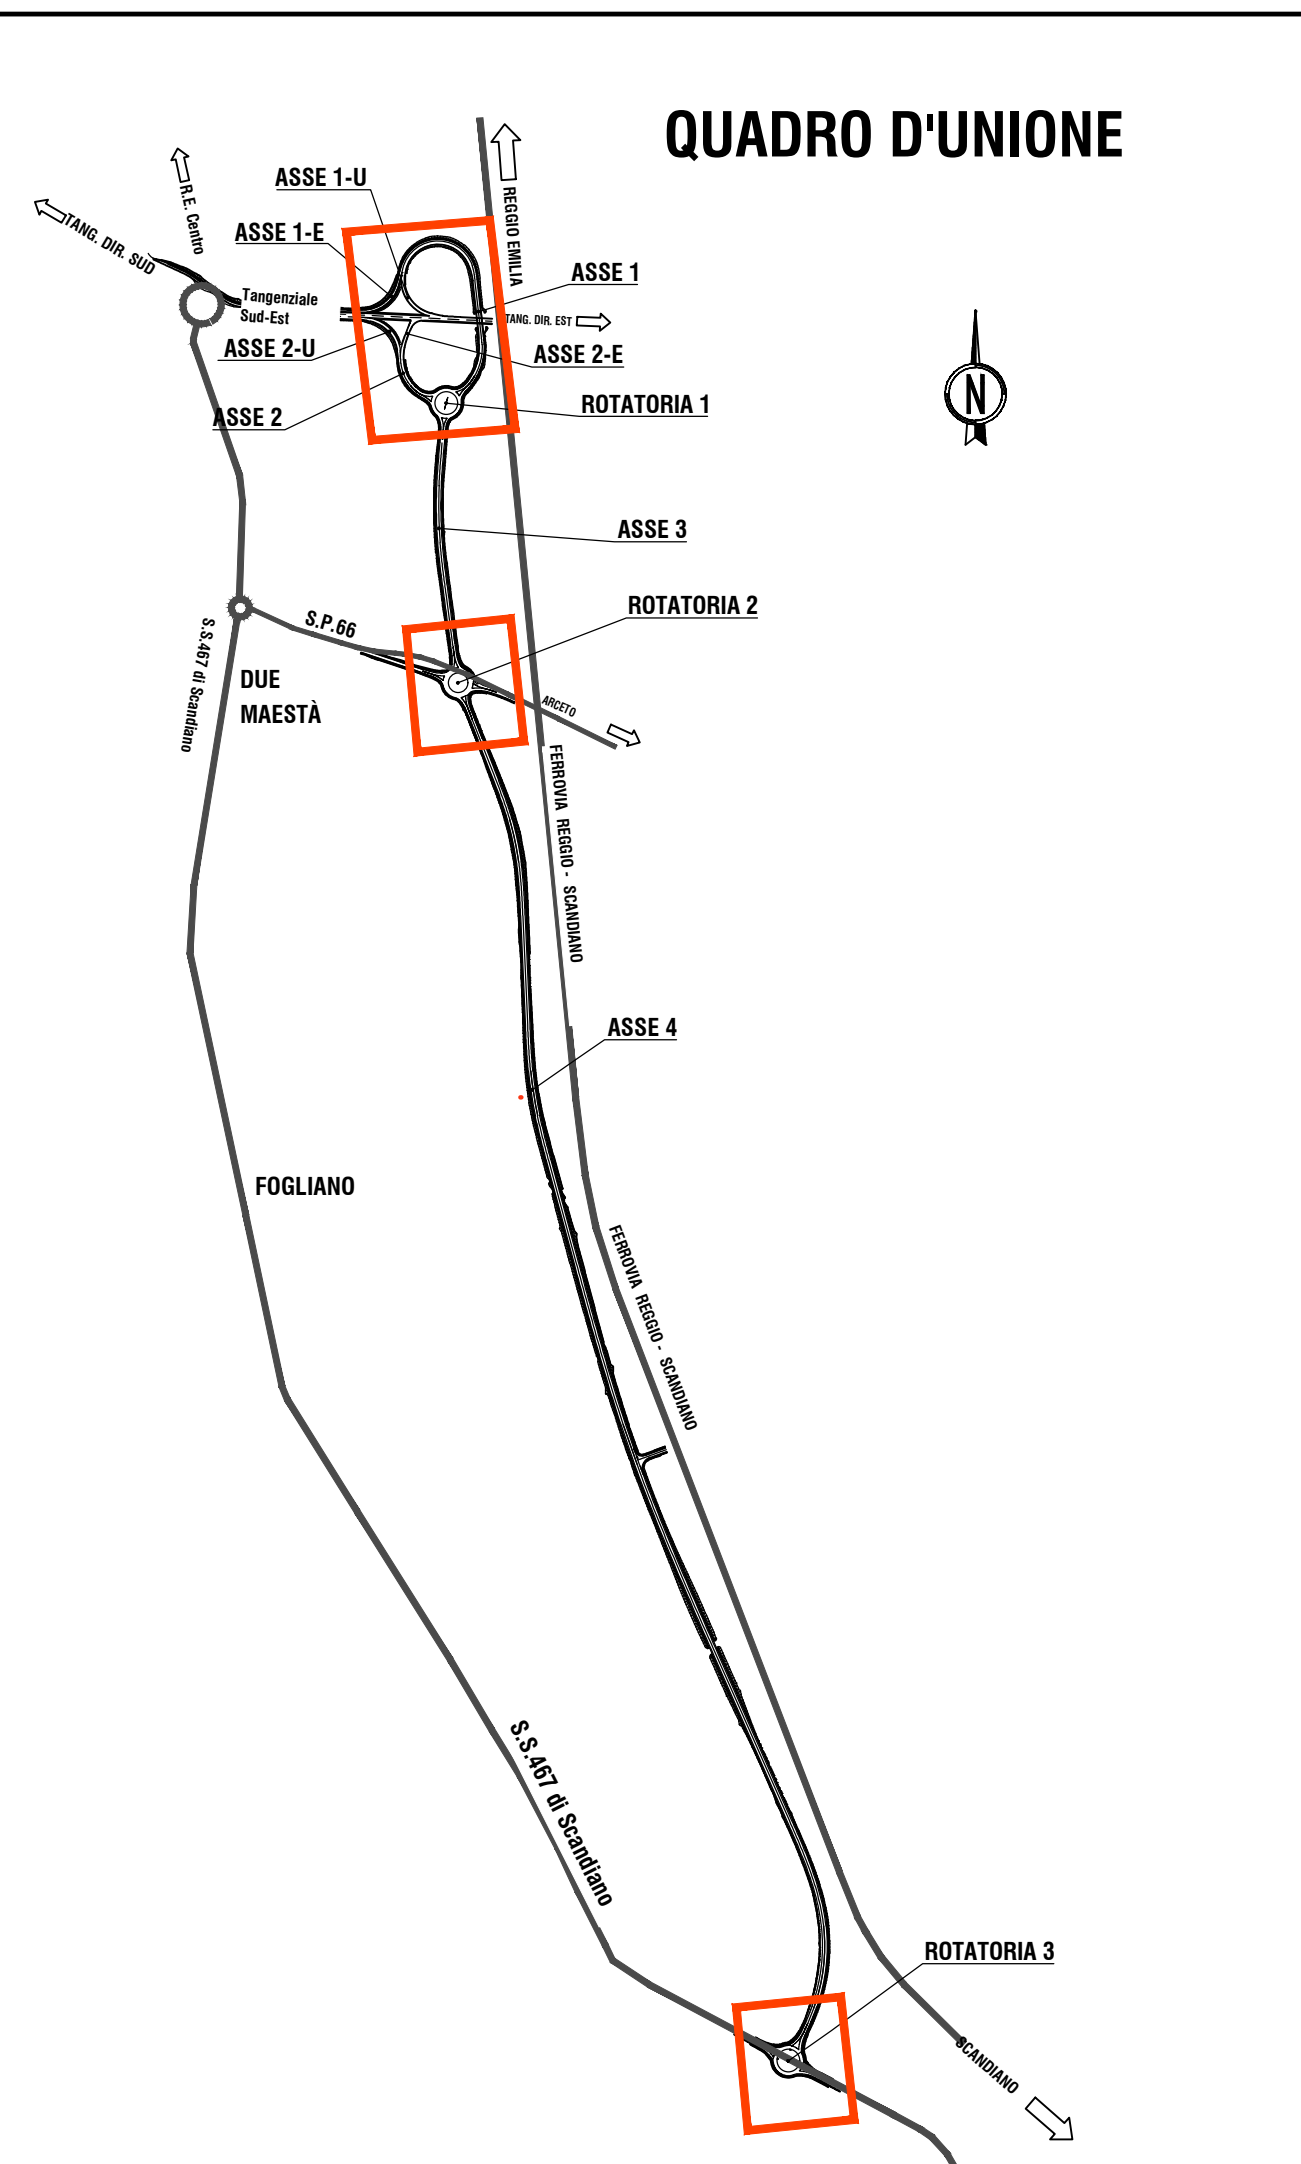 QUADRO D'UNIONE
ASSE 1-U
R.E. Centro
REGGIO EMILIA
TANG. DIR. SUD
ASSE 1-E
ASSE 1
Tangenziale
Sud-Est
TANG. DIR. EST
ASSE 2-U
ASSE 2-E
ASSE 2
ROTATORIA 1
N
ASSE 3
ROTATORIA 2
S.P.66
S.S.467 di Scandiano
DUE
MAESTÀ
ARCETO
FERROVIA REGGIO - SCANDIANO
ASSE 4
FOGLIANO
FERROVIA REGGIO - SCANDIANO
S.S.467 di Scandiano
ROTATORIA 3
SCANDIANO